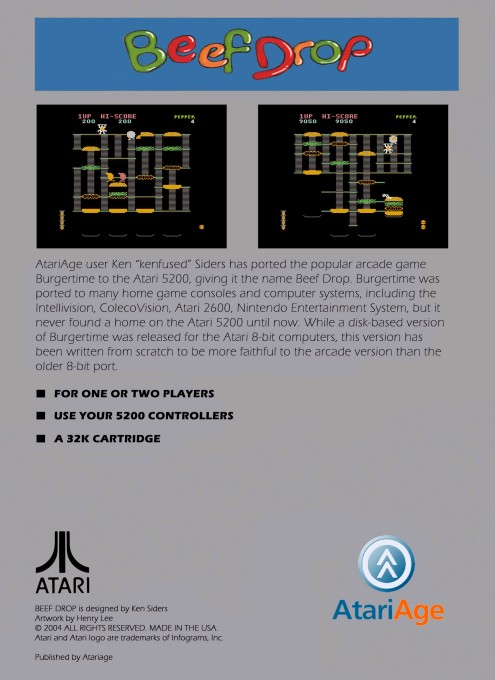 Beef Drop
1UP HI-SCORE PEPPER
200 200 4
1UP HI-SCORE PEPPER
9050 9050 4
AtariAge user Ken "kenfused" Siders has ported the popular arcade game
Burgertime to the Atari 5200, giving it the name Beef Drop. Burgertime was
ported to many home game consoles and computer systems, including the
Intellivision, ColecoVision, Atari 2600, Nintendo Entertainment System, but it
never found a home on the Atari 5200 until now. While a disk-based version
of Burgertime was released for the Atari 8-bit computers, this version has
been written from scratch to be more faithful to the arcade version than the
older 8-bit port.
■ FOR ONE OR TWO PLAYERS
■ USE YOUR 5200 CONTROLLERS
■ A 32K CARTRIDGE
ATARI
AtariAge
BEEF DROP is designed by Ken Siders
Artwork by Henry Lee
© 2004 ALL RIGHTS RESERVED. MADE IN THE USA.
Atari and Atari logo are trademarks of Infograms, Inc.
Published by Atariage